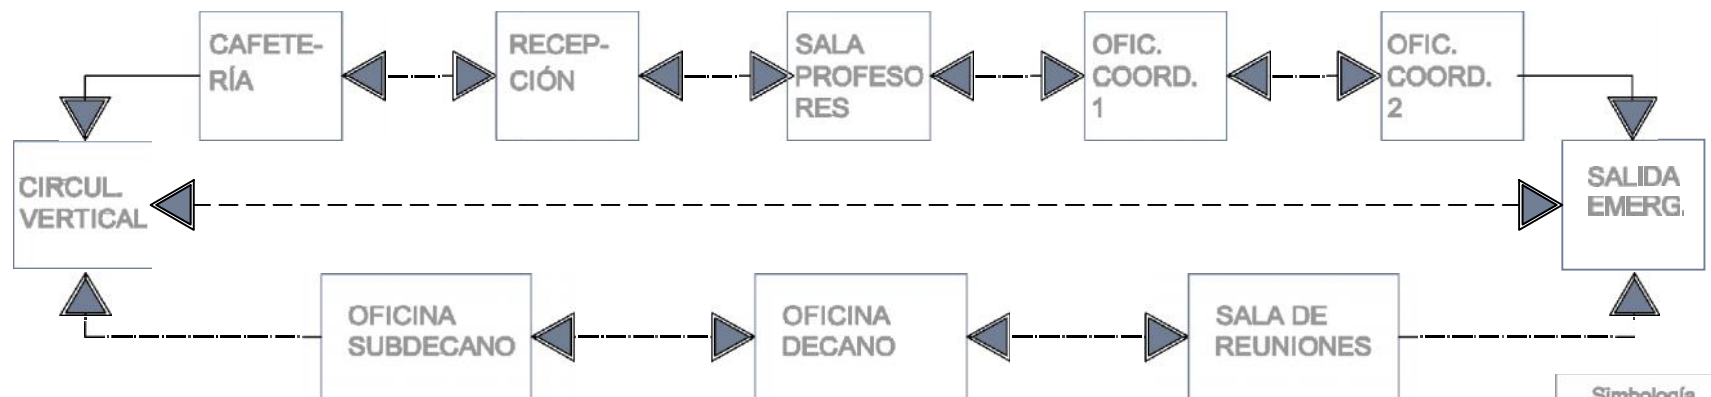 CAFETE-
RÍA
RECEP-
CIÓN
SALA
PROFESO
RES
OFIC.
COORD.
1
OFIC.
COORD.
2
CIRCUL.
VERTICAL
SALIDA
EMERG.
OFICINA
SUBDECANO
OFICINA
DECANO
SALA DE
REUNIONES
Simbología